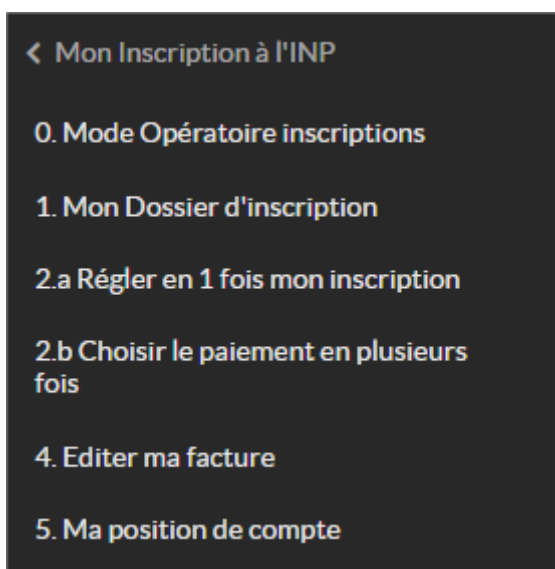 Mon Inscription à l'INP
0. Mode Opératoire inscriptions
1. Mon Dossier d'inscription
2.a Régler en 1 fois mon inscription
2.b Choisir le paiement en plusieurs
fois
4. Editer ma facture
5. Ma position de compte